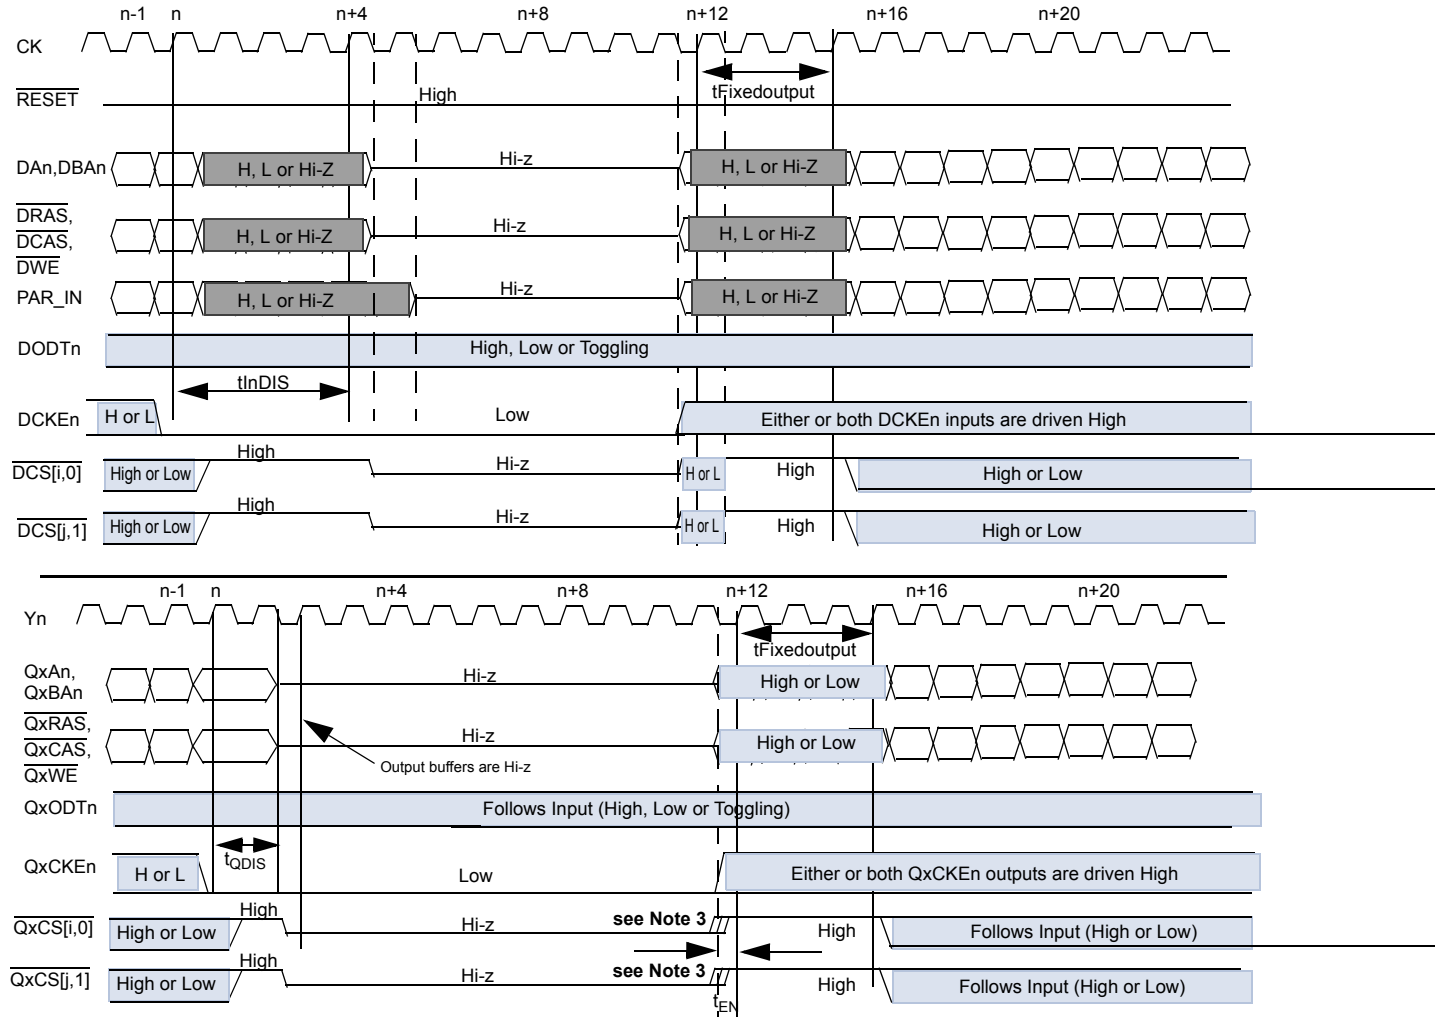 n-1 n n+4 n+8 n+12 n+16 n+20
CK
RESET High
tFixedoutput
DAn,DBAn H, L or Hi-Z Hi-z H, L or Hi-Z
DRAS,
DCAS, H, L or Hi-Z Hi-z H, L or Hi-Z
DWE
PAR_IN H, L or Hi-Z Hi-z H, L or Hi-Z
DODTn High, Low or Toggling
tInDIS
DCKEn H or L Low Either or both DCKEn inputs are driven High
DCS[i,0] High or Low High Hi-z H or L High High or Low
DCS[j,1] High or Low High Hi-z H or L High High or Low
n-1 n n+4 n+8 n+12 n+16 n+20
Yn
tFixedoutput
QxAn,
QxBAn Hi-z High or Low
QxRAS,
QxCAS, Hi-z High or Low
QxWE Output buffers are Hi-z
QxODTn Follows Input (High, Low or Toggling)
tQDIS
QxCKEn H or L Low Either or both QxCKEn outputs are driven High
QxCS[i,0] High or Low High Hi-z see Note 3 High Follows Input (High or Low)
QxCS[j,1] High or Low High Hi-z see Note 3 High Follows Input (High or Low)
tEN